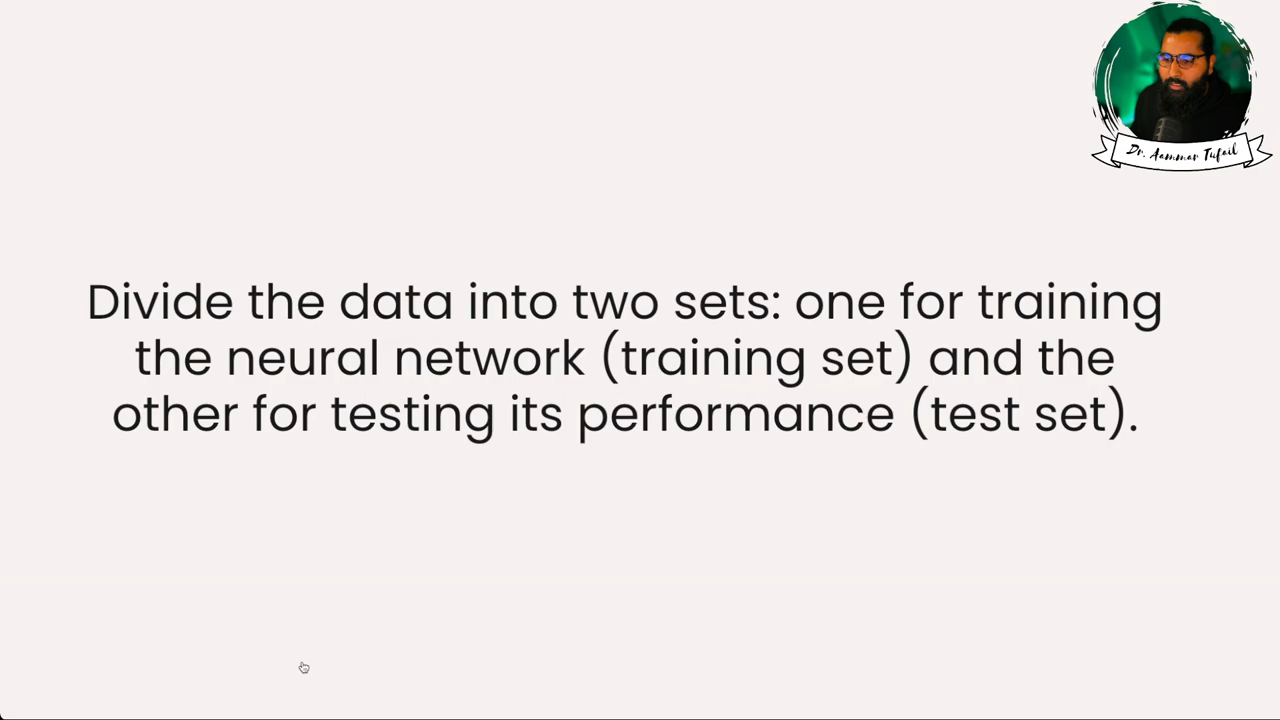 Dr. Aammar Tufail
Divide the data into two sets: one for training
the neural network (training set) and the
other for testing its performance (test set).